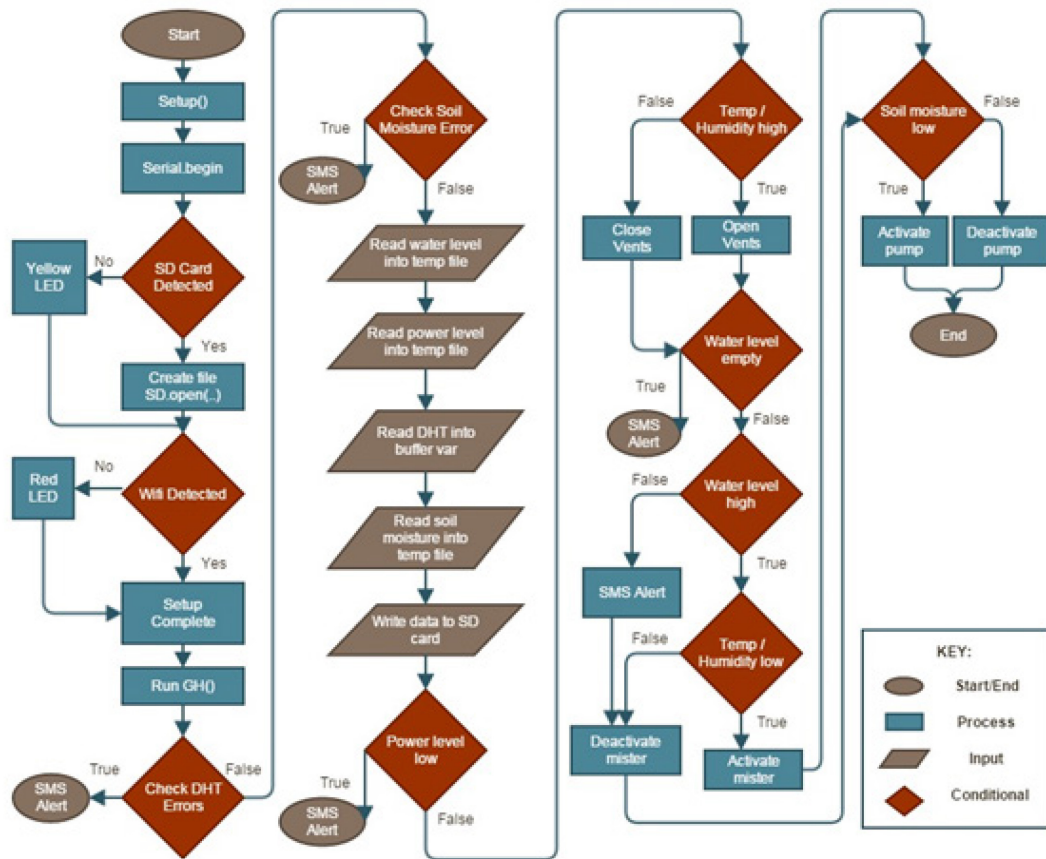 Start
Setup()
Serial.begin
SD Card
Detected
No
Yellow
LED
Yes
Create file
SD.open(..)
Wifi Detected
No
Red
LED
Yes
Setup
Complete
Run GH()
Check DHT
Errors
True
False
SMS
Alert
Check Soil
Moisture Error
True
SMS
Alert
False
Read water level
into temp file
Read power level
into temp file
Read DHT into
buffer var
Read soil
moisture into
temp file
Write data to SD
card
Power level
low
True
SMS
Alert
False
Temp /
Humidity high
False
True
Close
Vents
Open
Vents
Water level
empty
True
SMS
Alert
False
Water level
high
False
True
SMS Alert
Temp /
Humidity low
False
True
Deactivate
mister
Activate
mister
Soil moisture
low
False
True
Activate
pump
Deactivate
pump
End
KEY:
Start/End
Process
Input
Conditional